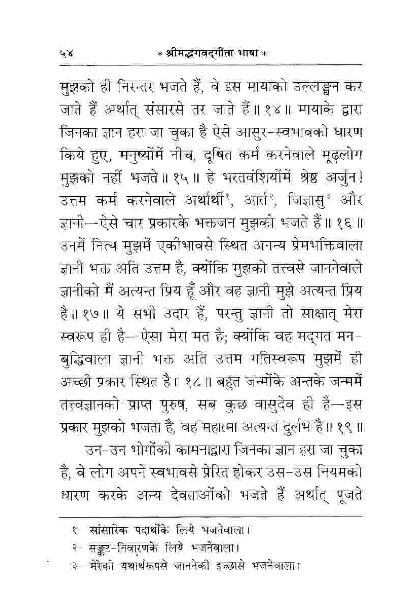 ५४ * श्रीमद्भगवद्गीता भाषा *
मुझको ही निरन्तर भजते हैं, वे इस मायाको उल्लङ्घन कर
जाते हैं अर्थात् संसारसे तर जाते हैं॥ १४॥ मायाके द्वारा
जिनका ज्ञान हरा जा चुका है ऐसे आसुर-स्वभावको धारण
किये हुए, मनुष्योंमें नीच, दूषित कर्म करनेवाले मूढ़लोग
मुझको नहीं भजते॥ १५॥ हे भरतवंशियोंमें श्रेष्ठ अर्जुन!
उत्तम कर्म करनेवाले अर्थार्थी¹, आर्त², जिज्ञासु³ और
ज्ञानी—ऐसे चार प्रकारके भक्तजन मुझको भजते हैं॥ १६॥
उनमें नित्य मुझमें एकीभावसे स्थित अनन्य प्रेमभक्तिवाला
ज्ञानी भक्त अति उत्तम है, क्योंकि मुझको तत्त्वसे जाननेवाले
ज्ञानीको मैं अत्यन्त प्रिय हूँ और वह ज्ञानी मुझे अत्यन्त प्रिय
है॥ १७॥ ये सभी उदार हैं, परन्तु ज्ञानी तो साक्षात् मेरा
स्वरूप ही है—ऐसा मेरा मत है; क्योंकि वह मद्गत मन-
बुद्धिवाला ज्ञानी भक्त अति उत्तम गतिस्वरूप मुझमें ही
अच्छी प्रकार स्थित है॥ १८॥ बहुत जन्मोंके अन्तके जन्ममें
तत्त्वज्ञानको प्राप्त पुरुष, सब कुछ वासुदेव ही है—इस
प्रकार मुझको भजता है, वह महात्मा अत्यन्त दुर्लभ है॥ १९॥
उन-उन भोगोंकी कामनाद्वारा जिनका ज्ञान हरा जा चुका
है, वे लोग अपने स्वभावसे प्रेरित होकर उस-उस नियमको
धारण करके अन्य देवताओंको भजते हैं अर्थात् पूजते
१- सांसारिक पदार्थोंके लिये भजनेवाला।
२- सङ्कट-निवारणके लिये भजनेवाला।
३- मेरेको यथार्थरूपसे जाननेकी इच्छासे भजनेवाला।